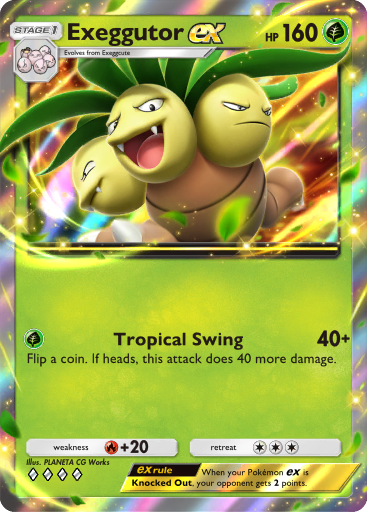 STAGE 1 Exeggutor ex HP 160
Evolves from Exeggcute
Tropical Swing 40+
Flip a coin. If heads, this attack does 40 more damage.
weakness +20 retreat
Illus. PLANETA CG Works
ex rule When your Pokémon ex is
Knocked Out, your opponent gets 2 points.